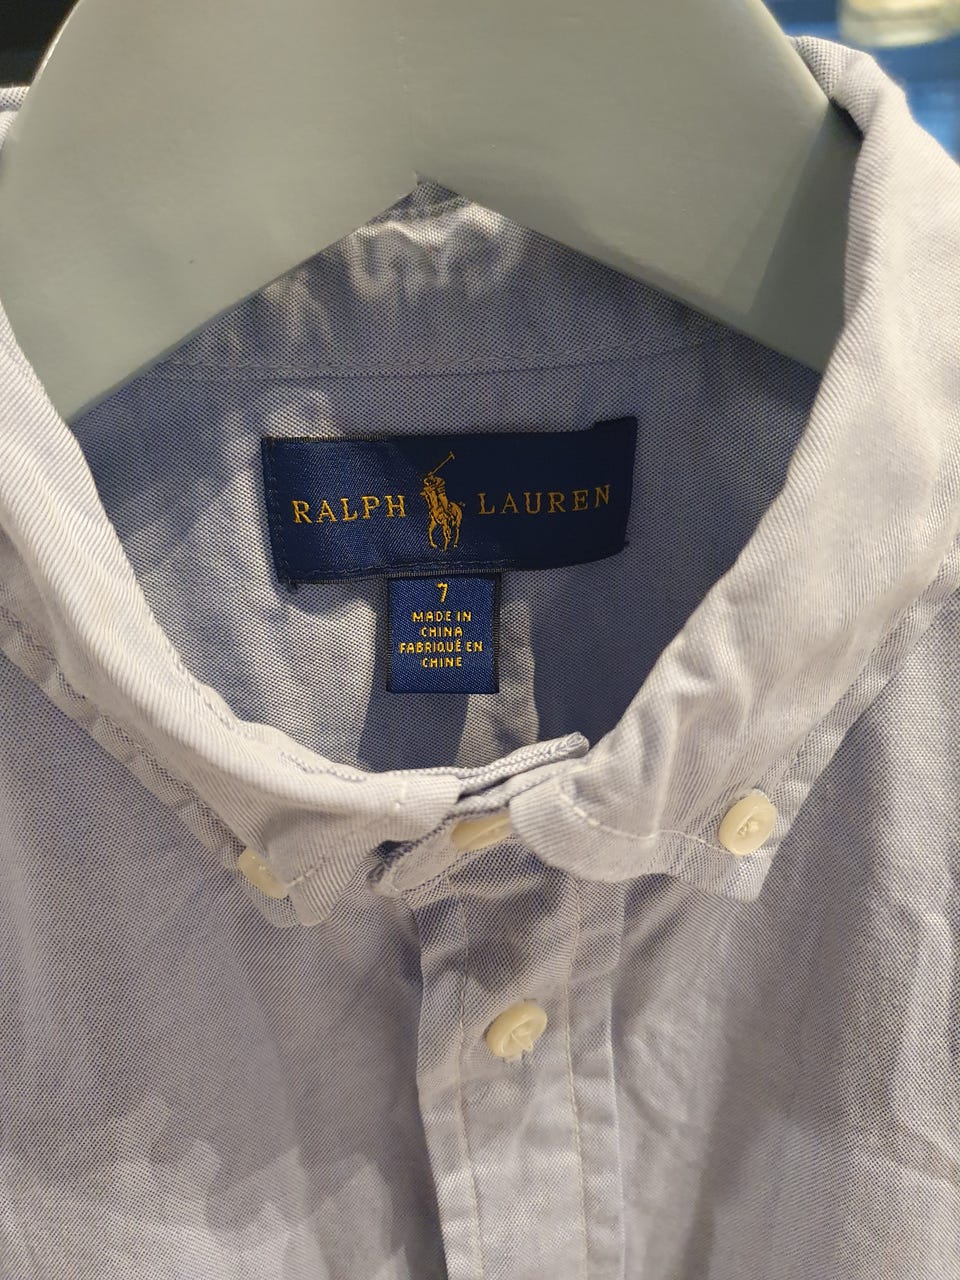 RALPH LAUREN
7
MADE IN
CHINA
FABRIQUÉ EN
CHINE